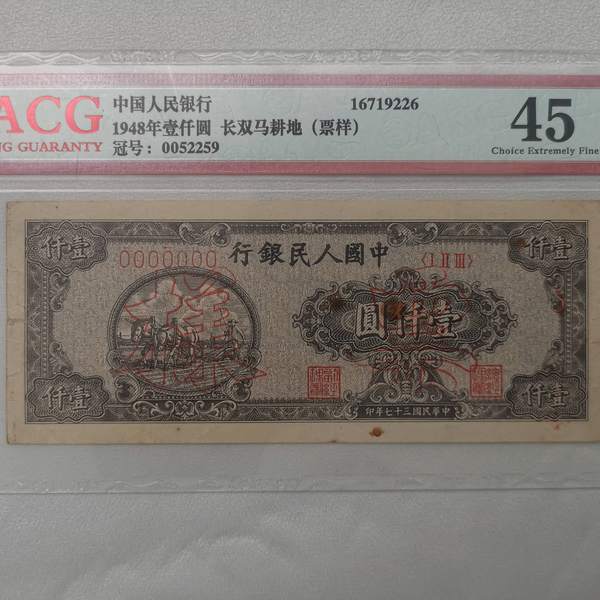 ACG
NG GUARANTY
中国人民银行
1948年壹仟圆 长双马耕地（票样）
冠号：0052259
16719226
45
Choice Extremely Fine
壹仟
行銀民人國中
壹仟
0000000
〈ⅠⅡⅢ〉
圓仟壹
壹仟
印年七十三國民華中
壹仟